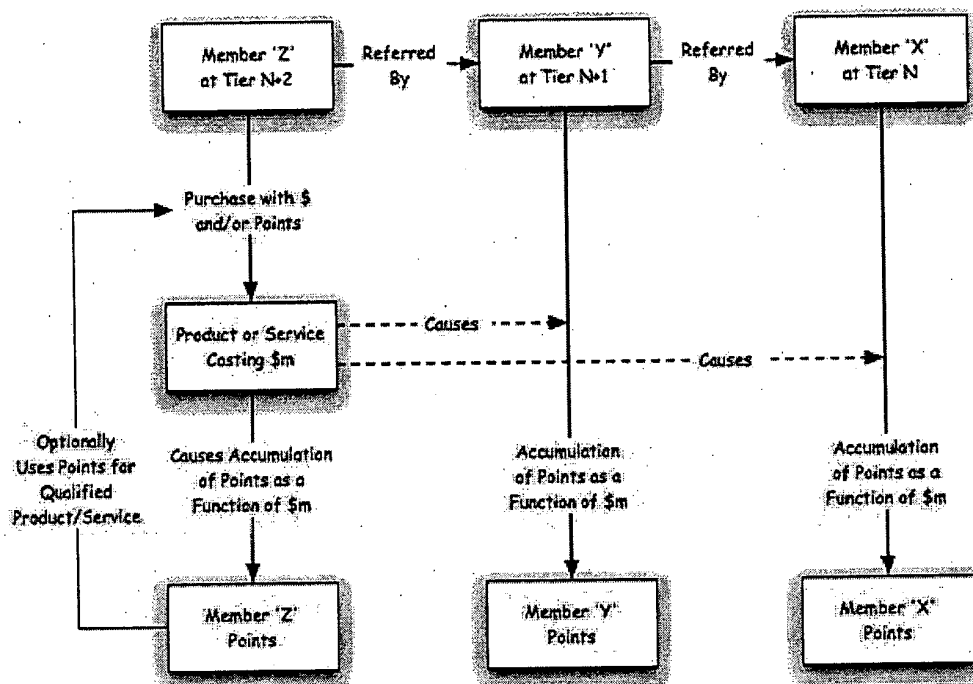 Member "Z"
at Tier N+2
Referred
By
Member "Y"
at Tier N+1
Referred
By
Member "X"
at Tier N
Purchase with $
and/or Points
Product or Service
Costing $m
Causes
Causes
Optionally
Uses Points for
Qualified
Product/Service
Causes Accumulation
of Points as a
Function of $m
Accumulation
of Points as a
Function of $m
Accumulation
of Points as a
Function of $m
Member "Z"
Points
Member "Y"
Points
Member "X"
Points